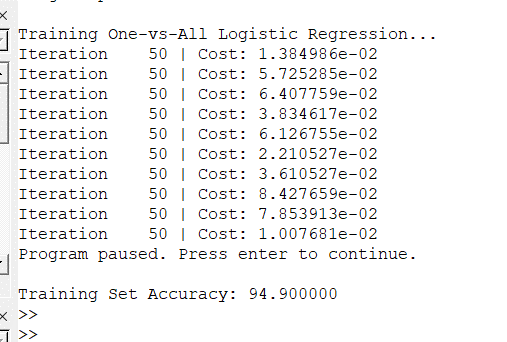 Training One-vs-All Logistic Regression...
Iteration    50 | Cost: 1.384986e-02
Iteration    50 | Cost: 5.725285e-02
Iteration    50 | Cost: 6.407759e-02
Iteration    50 | Cost: 3.834617e-02
Iteration    50 | Cost: 6.126755e-02
Iteration    50 | Cost: 2.210527e-02
Iteration    50 | Cost: 3.610527e-02
Iteration    50 | Cost: 8.427659e-02
Iteration    50 | Cost: 7.853913e-02
Iteration    50 | Cost: 1.007681e-02
Program paused. Press enter to continue.
Training Set Accuracy: 94.900000
>>
>>